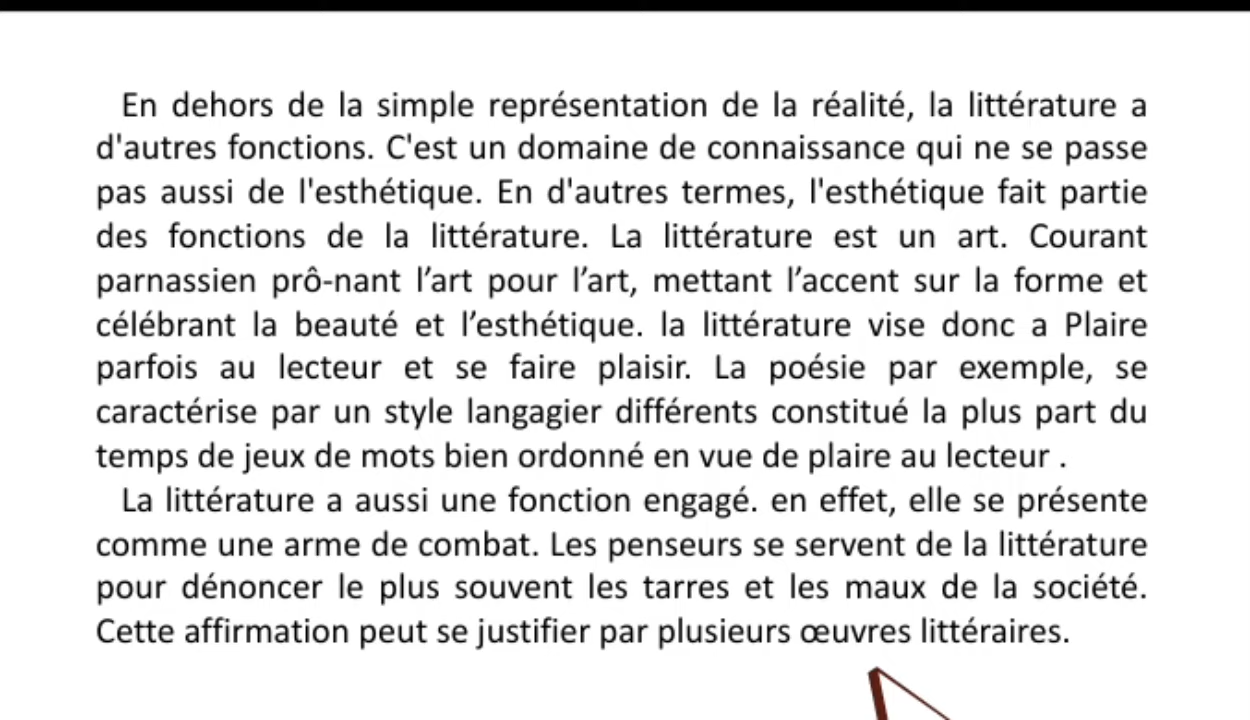 En dehors de la simple représentation de la réalité, la littérature a
d'autres fonctions. C'est un domaine de connaissance qui ne se passe
pas aussi de l'esthétique. En d'autres termes, l'esthétique fait partie
des fonctions de la littérature. La littérature est un art. Courant
parnassien prô-nant l’art pour l’art, mettant l’accent sur la forme et
célébrant la beauté et l’esthétique. la littérature vise donc a Plaire
parfois au lecteur et se faire plaisir. La poésie par exemple, se
caractérise par un style langagier différents constitué la plus part du
temps de jeux de mots bien ordonné en vue de plaire au lecteur .
La littérature a aussi une fonction engagé. en effet, elle se présente
comme une arme de combat. Les penseurs se servent de la littérature
pour dénoncer le plus souvent les tarres et les maux de la société.
Cette affirmation peut se justifier par plusieurs œuvres littéraires.